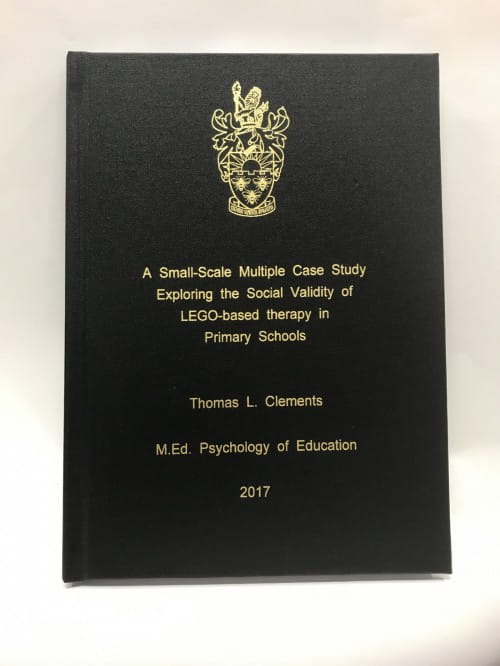 A Small-Scale Multiple Case Study
Exploring the Social Validity of
LEGO-based therapy in
Primary Schools
Thomas L. Clements
M.Ed. Psychology of Education
2017